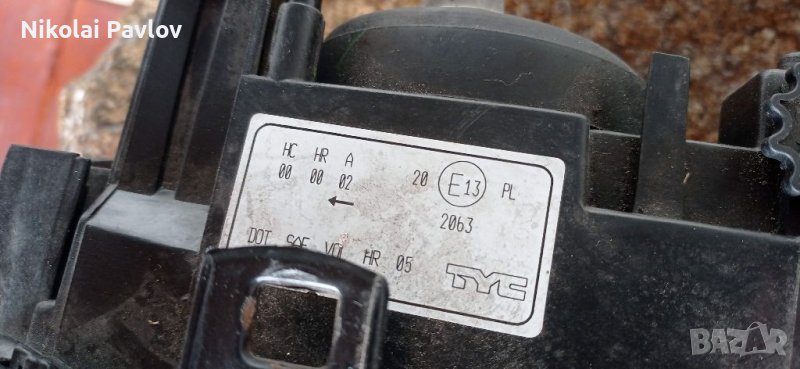 Nikolai Pavlov
HC HR A
00 00 02 20 E13 PL
← 2063
DOT SAE VOL HR 05 TYC
BAZAR